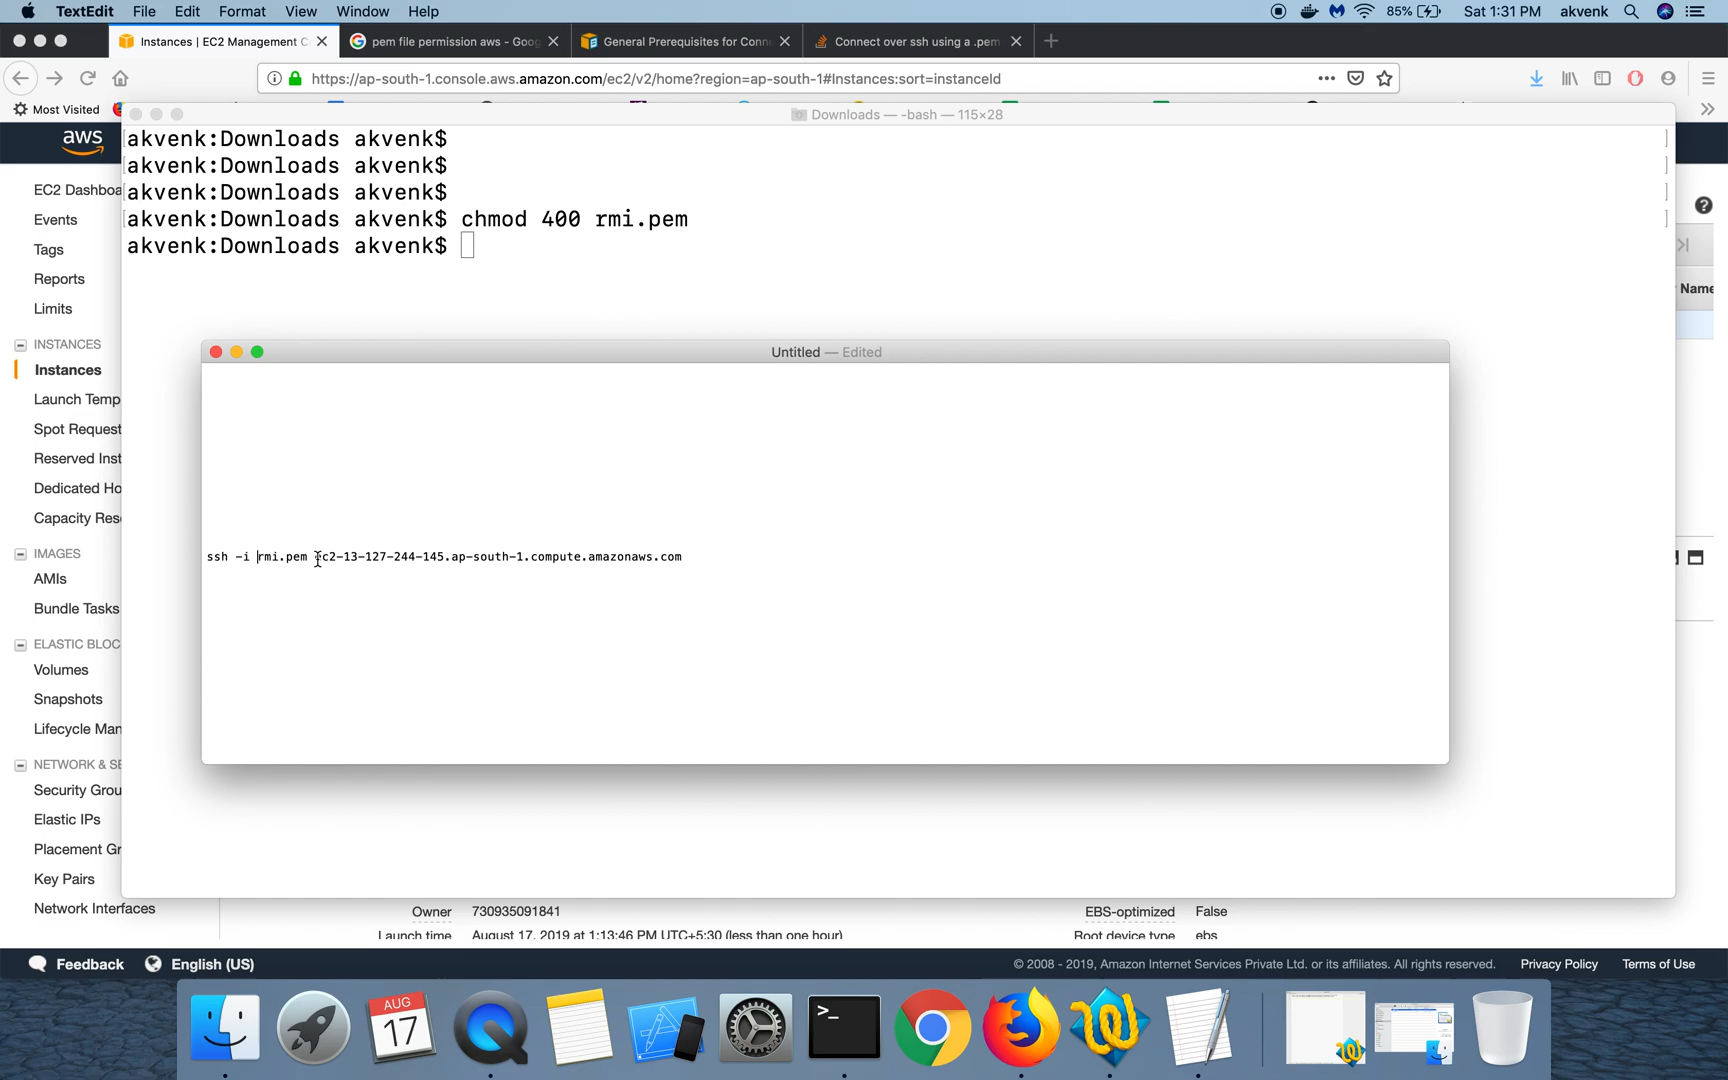 TextEdit File Edit Format View Window Help 85% Sat 1:31 PM akvenk
Instances | EC2 Management C pem file permission aws - Goog General Prerequisites for Conn Connect over ssh using a .pem
https://ap-south-1.console.aws.amazon.com/ec2/v2/home?region=ap-south-1#Instances:sort=instanceId
Most Visited
Downloads — -bash — 115×28
aws
akvenk:Downloads akvenk$
akvenk:Downloads akvenk$
akvenk:Downloads akvenk$
akvenk:Downloads akvenk$ chmod 400 rmi.pem
akvenk:Downloads akvenk$
EC2 Dashboa
Events
Tags
Reports
Limits
INSTANCES
Instances
Launch Temp
Spot Request
Reserved Inst
Dedicated Ho
Capacity Rese
IMAGES
AMIs
Bundle Tasks
ELASTIC BLOC
Volumes
Snapshots
Lifecycle Man
NETWORK & SE
Security Grou
Elastic IPs
Placement Gr
Key Pairs
Network Interfaces
Name
Untitled — Edited
ssh -i rmi.pem ec2-13-127-244-145.ap-south-1.compute.amazonaws.com
Owner 730935091841 EBS-optimized False
Launch time August 17, 2019 at 1:13:46 PM UTC+5:30 (less than one hour) Root device type ebs
Feedback English (US) © 2008 - 2019, Amazon Internet Services Private Ltd. or its affiliates. All rights reserved. Privacy Policy Terms of Use
AUG
17